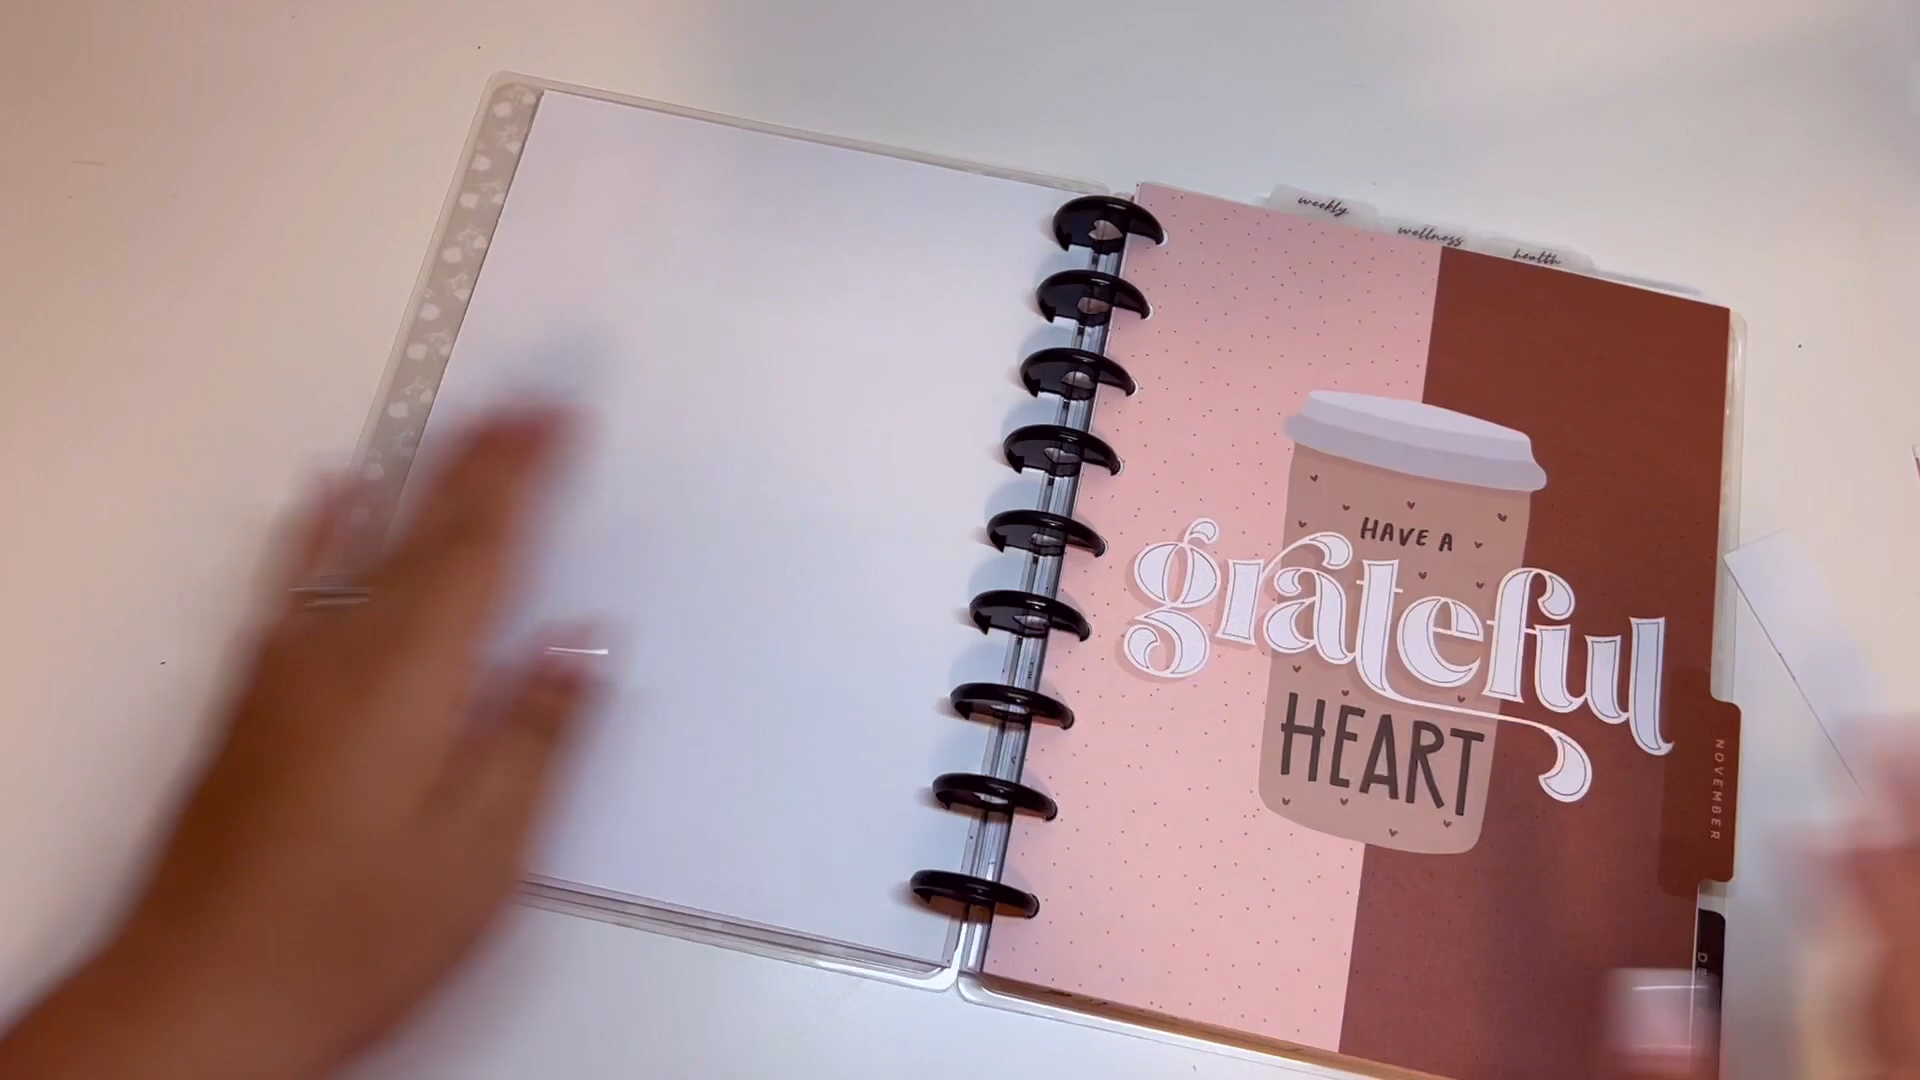 weekly
wellness
health
HAVE A
grateful
HEART
NOVEMBER